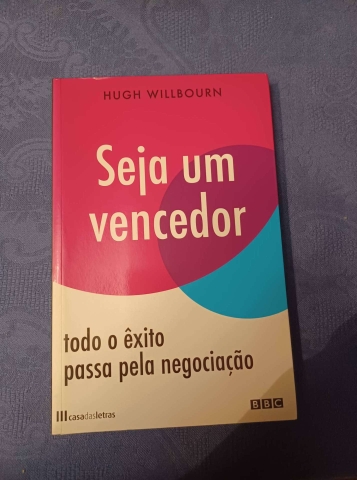 HUGH WILLBOURN
Seja um
vencedor
todo o êxito
passa pela negociação
casadasletras
BBC